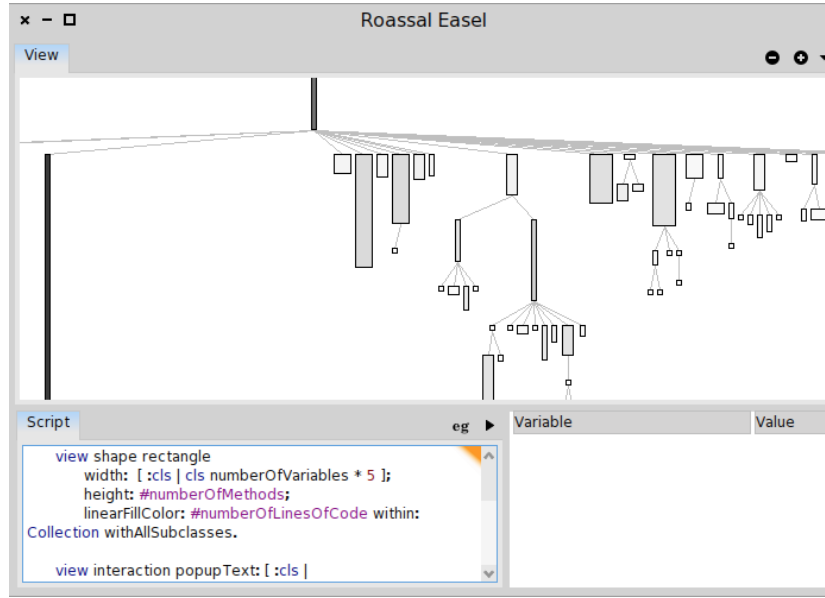 Roassal Easel
View
Script
eg
Variable
Value
view shape rectangle
width: [ :cls | cls numberOfVariables * 5 ];
height: #numberOfMethods;
linearFillColor: #numberOfLinesOfCode within:
Collection withAllSubclasses.
view interaction popupText: [ :cls |